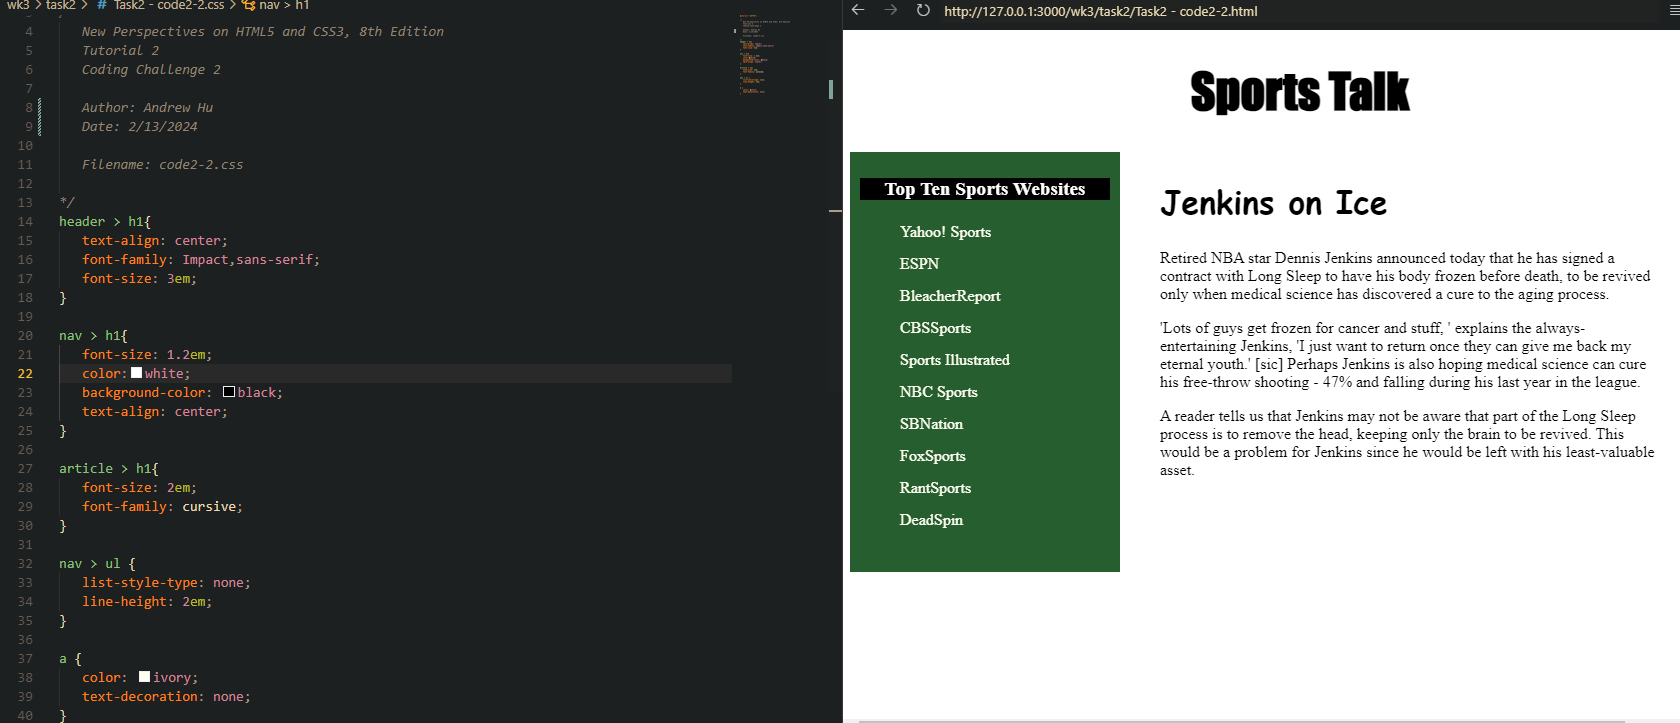 wk3 > task2 > # Task2 - code2-2.css > nav > h1
4 New Perspectives on HTML5 and CSS3, 8th Edition
5 Tutorial 2
6 Coding Challenge 2
7
8 Author: Andrew Hu
9 Date: 2/13/2024
10
11 Filename: code2-2.css
12
13 */
14 header > h1{
15 text-align: center;
16 font-family: Impact,sans-serif;
17 font-size: 3em;
18 }
19
20 nav > h1{
21 font-size: 1.2em;
22 color: white;
23 background-color: black;
24 text-align: center;
25 }
26
27 article > h1{
28 font-size: 2em;
29 font-family: cursive;
30 }
31
32 nav > ul {
33 list-style-type: none;
34 line-height: 2em;
35 }
36
37 a {
38 color: ivory;
39 text-decoration: none;
40 }
http://127.0.0.1:3000/wk3/task2/Task2 - code2-2.html
Sports Talk
Top Ten Sports Websites
Yahoo! Sports
ESPN
BleacherReport
CBSSports
Sports Illustrated
NBC Sports
SBNation
FoxSports
RantSports
DeadSpin
Jenkins on Ice
Retired NBA star Dennis Jenkins announced today that he has signed a
contract with Long Sleep to have his body frozen before death, to be revived
only when medical science has discovered a cure to the aging process.
'Lots of guys get frozen for cancer and stuff, ' explains the always-
entertaining Jenkins, 'I just want to return once they can give me back my
eternal youth.' [sic] Perhaps Jenkins is also hoping medical science can cure
his free-throw shooting - 47% and falling during his last year in the league.
A reader tells us that Jenkins may not be aware that part of the Long Sleep
process is to remove the head, keeping only the brain to be revived. This
would be a problem for Jenkins since he would be left with his least-valuable
asset.